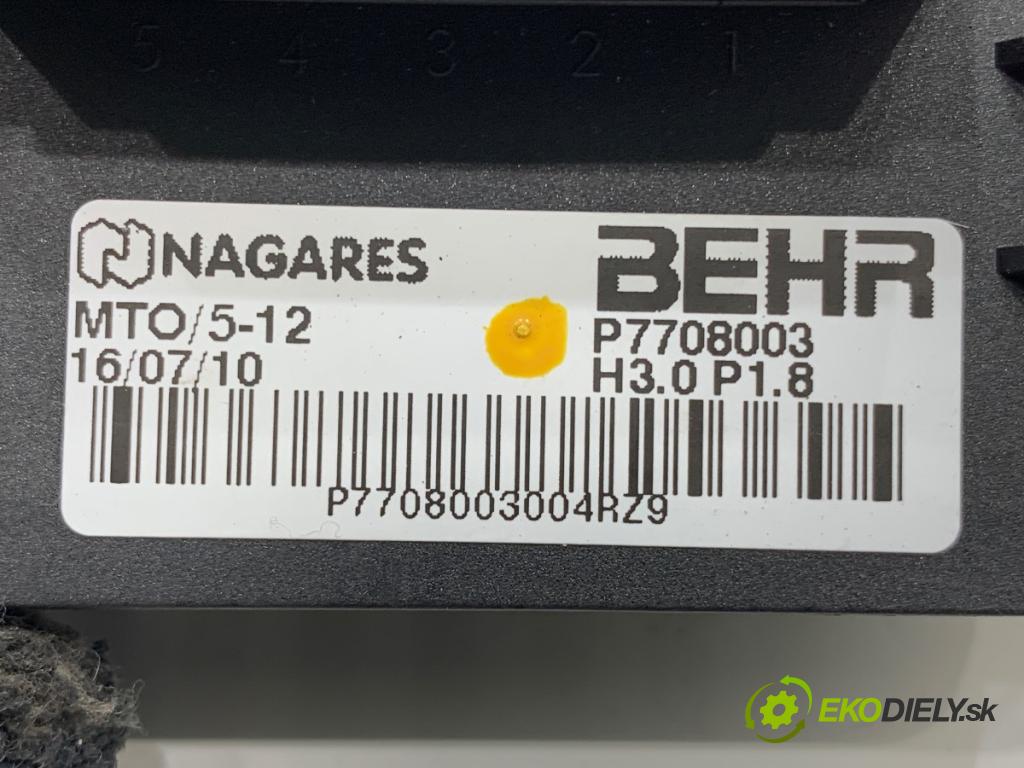 5 4 3 2 1
NAGARES
BEHR
MTO/5-12
P7708003
16/07/10
H3.0 P1.8
P7708003004RZ9
EKODIELY.sk